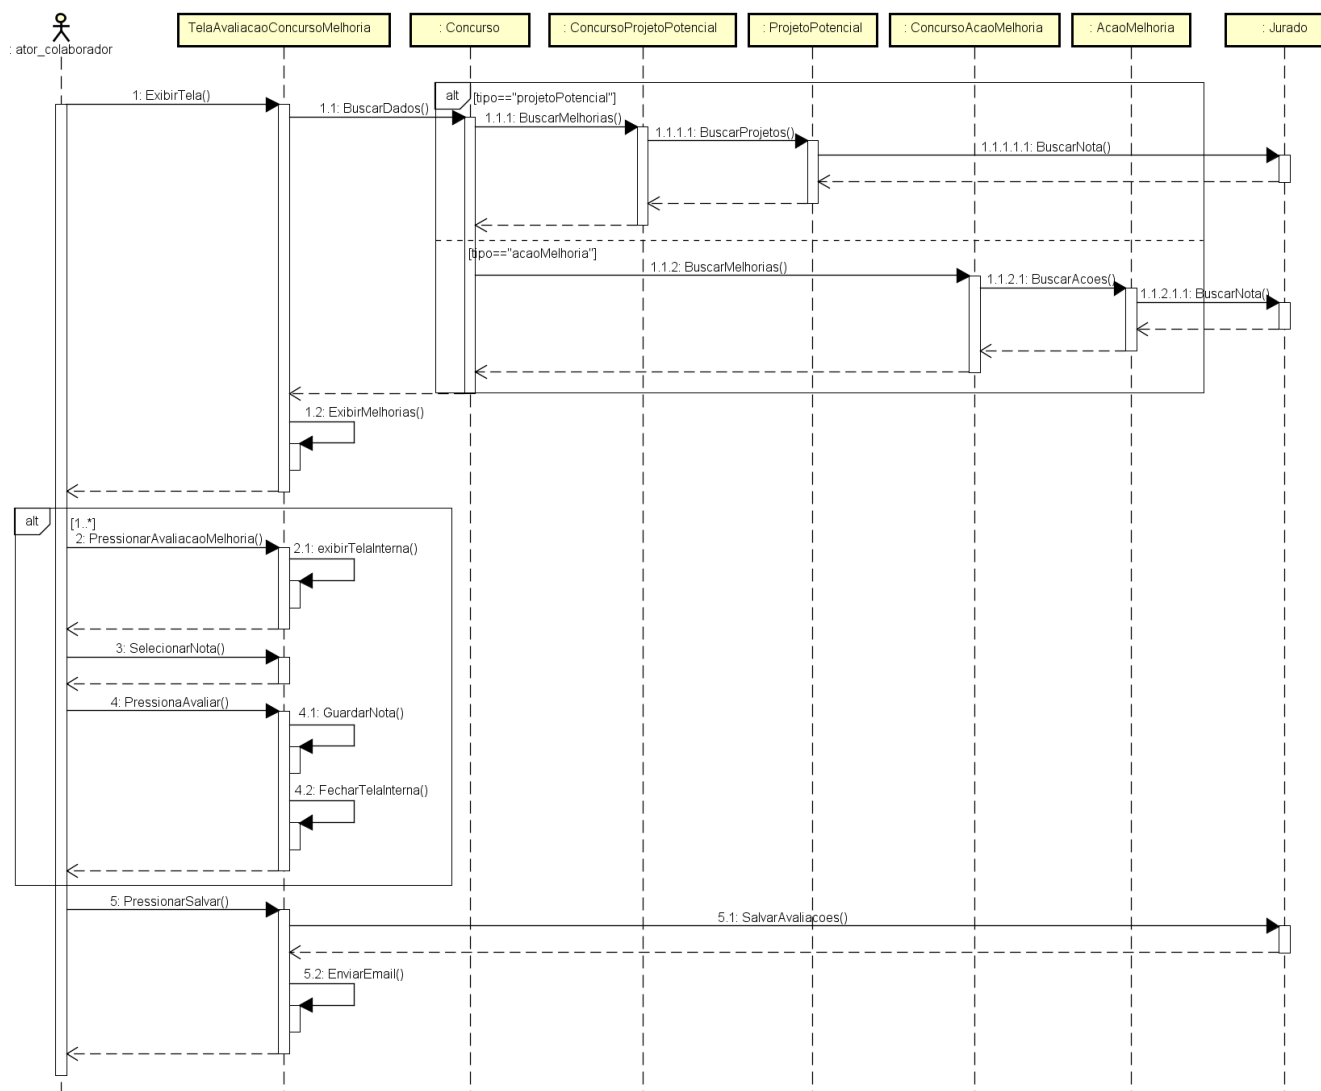 : ator_colaborador
TelaAvaliacaoConcursoMelhoria
: Concurso
: ConcursoProjetoPotencial
: ProjetoPotencial
: ConcursoAcaoMelhoria
: AcaoMelhoria
: Jurado
alt
[tipo=="projetoPotencial"]
1: ExibirTela()
1.1: BuscarDados()
1.1.1: BuscarMelhorias()
1.1.1.1: BuscarProjetos()
1.1.1.1.1: BuscarNota()
[tipo=="acaoMelhoria"]
1.1.2: BuscarMelhorias()
1.1.2.1: BuscarAcoes()
1.1.2.1.1: BuscarNota()
1.2: ExibirMelhorias()
alt
[1..*]
2: PressionarAvaliacaoMelhoria()
2.1: exibirTelaInterna()
3: SelecionarNota()
4: PressionaAvaliar()
4.1: GuardarNota()
4.2: FecharTelaInterna()
5: PressionarSalvar()
5.1: SalvarAvaliacoes()
5.2: EnviarEmail()